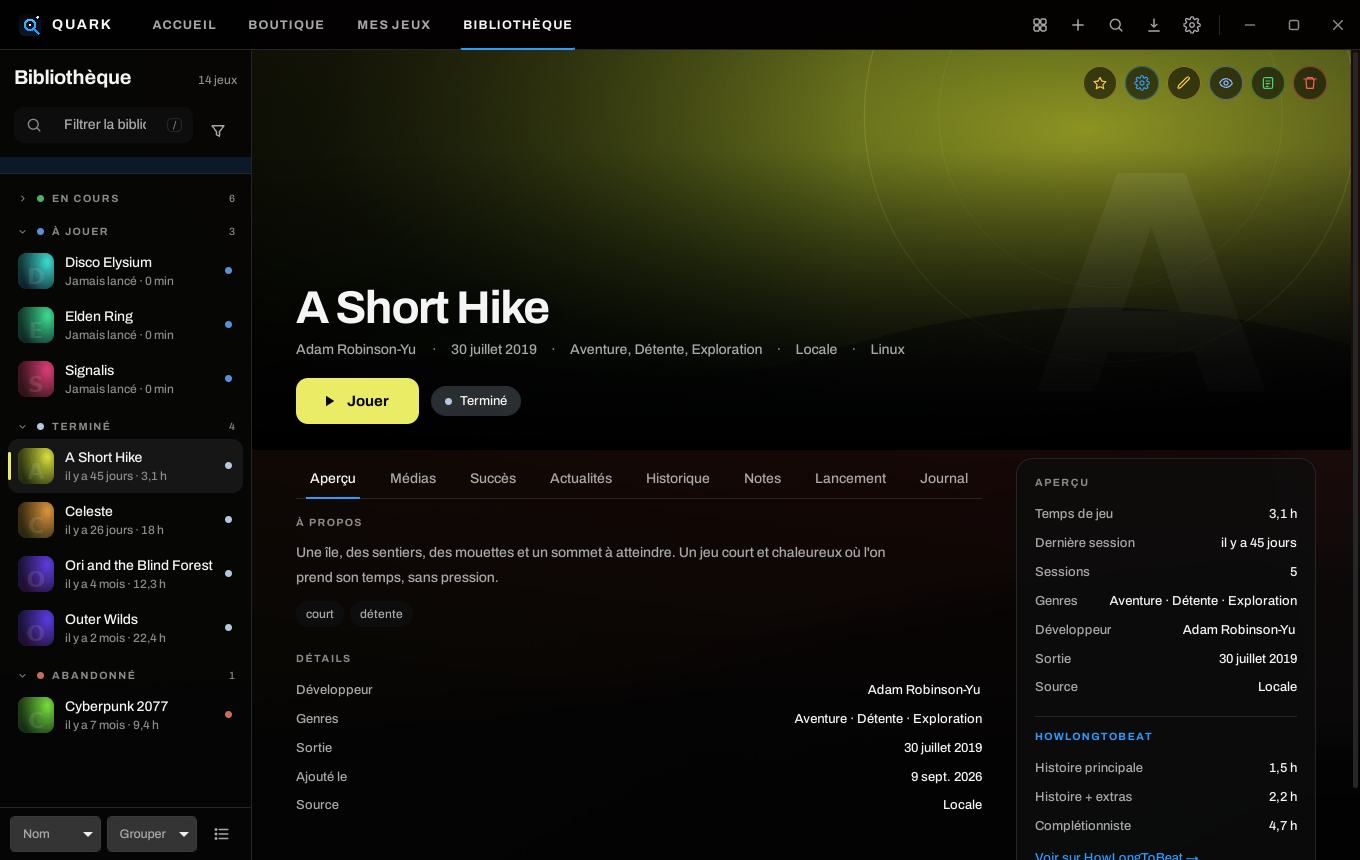 QUARK
ACCUEIL
BOUTIQUE
MES JEUX
BIBLIOTHÈQUE
Bibliothèque
14 jeux
Filtrer la biblic
/
EN COURS
6
À JOUER
3
D
Disco Elysium
Jamais lancé · 0 min
E
Elden Ring
Jamais lancé · 0 min
S
Signalis
Jamais lancé · 0 min
TERMINÉ
4
A
A Short Hike
il y a 45 jours · 3,1 h
C
Celeste
il y a 26 jours · 18 h
O
Ori and the Blind Forest
il y a 4 mois · 12,3 h
O
Outer Wilds
il y a 2 mois · 22,4 h
ABANDONNÉ
1
C
Cyberpunk 2077
il y a 7 mois · 9,4 h
Nom
Grouper
A
A Short Hike
Adam Robinson-Yu · 30 juillet 2019 · Aventure, Détente, Exploration · Locale · Linux
Jouer
Terminé
Aperçu
Médias
Succès
Actualités
Historique
Notes
Lancement
Journal
À PROPOS
Une île, des sentiers, des mouettes et un sommet à atteindre. Un jeu court et chaleureux où l'on
prend son temps, sans pression.
court
détente
DÉTAILS
Développeur
Adam Robinson-Yu
Genres
Aventure · Détente · Exploration
Sortie
30 juillet 2019
Ajouté le
9 sept. 2026
Source
Locale
APERÇU
Temps de jeu
3,1 h
Dernière session
il y a 45 jours
Sessions
5
Genres
Aventure · Détente · Exploration
Développeur
Adam Robinson-Yu
Sortie
30 juillet 2019
Source
Locale
HOWLONGTOBEAT
Histoire principale
1,5 h
Histoire + extras
2,2 h
Complétionniste
4,7 h
Voir sur HowLongToBeat →